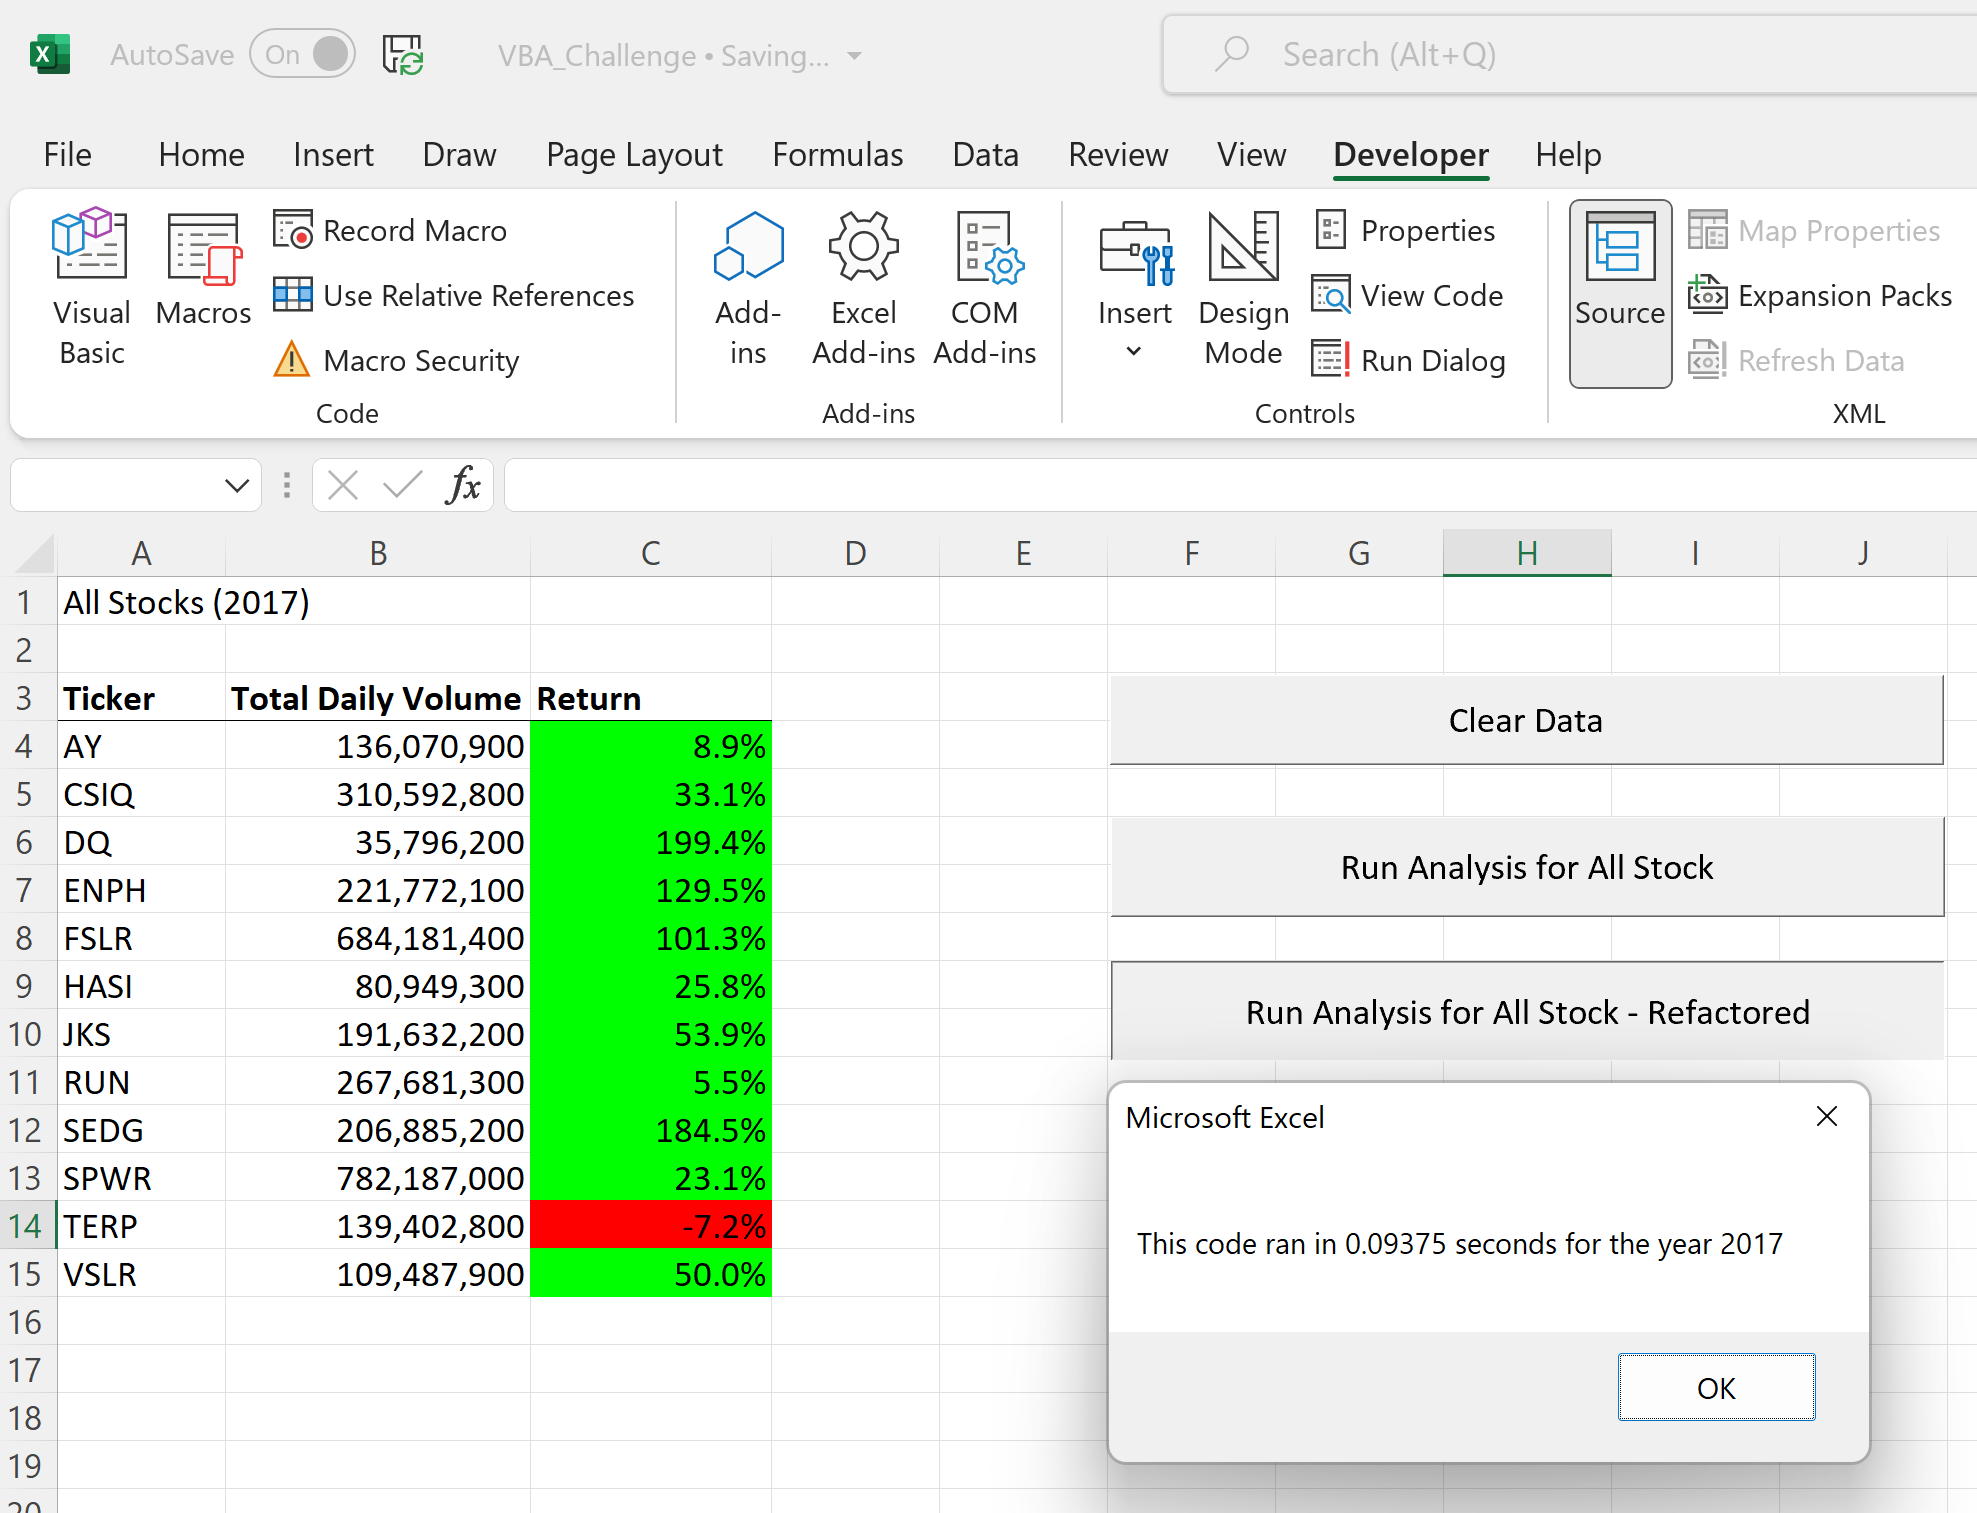 AutoSave On VBA_Challenge • Saving... Search (Alt+Q)
File Home Insert Draw Page Layout Formulas Data Review View Developer Help
Visual Basic
Macros
Record Macro
Use Relative References
Macro Security
Code
Add-ins
Excel Add-ins
COM Add-ins
Add-ins
Insert
Design Mode
Properties
View Code
Run Dialog
Controls
Source
Map Properties
Expansion Packs
Refresh Data
XML
fx
A B C D E F G H I J
1 All Stocks (2017)
2
3 Ticker Total Daily Volume Return
4 AY 136,070,900 8.9%
5 CSIQ 310,592,800 33.1%
6 DQ 35,796,200 199.4%
7 ENPH 221,772,100 129.5%
8 FSLR 684,181,400 101.3%
9 HASI 80,949,300 25.8%
10 JKS 191,632,200 53.9%
11 RUN 267,681,300 5.5%
12 SEDG 206,885,200 184.5%
13 SPWR 782,187,000 23.1%
14 TERP 139,402,800 -7.2%
15 VSLR 109,487,900 50.0%
16
17
18
19
20
Clear Data
Run Analysis for All Stock
Run Analysis for All Stock - Refactored
Microsoft Excel
This code ran in 0.09375 seconds for the year 2017
OK